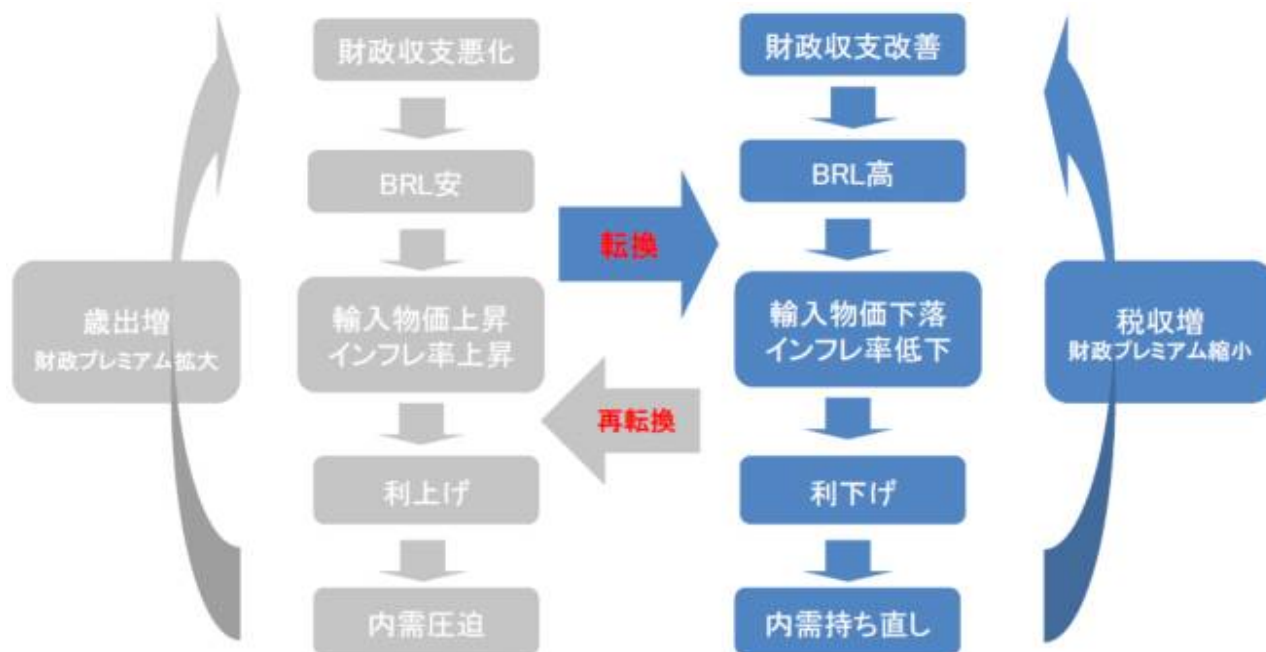 財政収支悪化
BRL安
輸入物価上昇
インフレ率上昇
利上げ
内需圧迫
歳出増
財政プレミアム拡大
転換
再転換
財政収支改善
BRL高
輸入物価下落
インフレ率低下
利下げ
内需持ち直し
税収増
財政プレミアム縮小